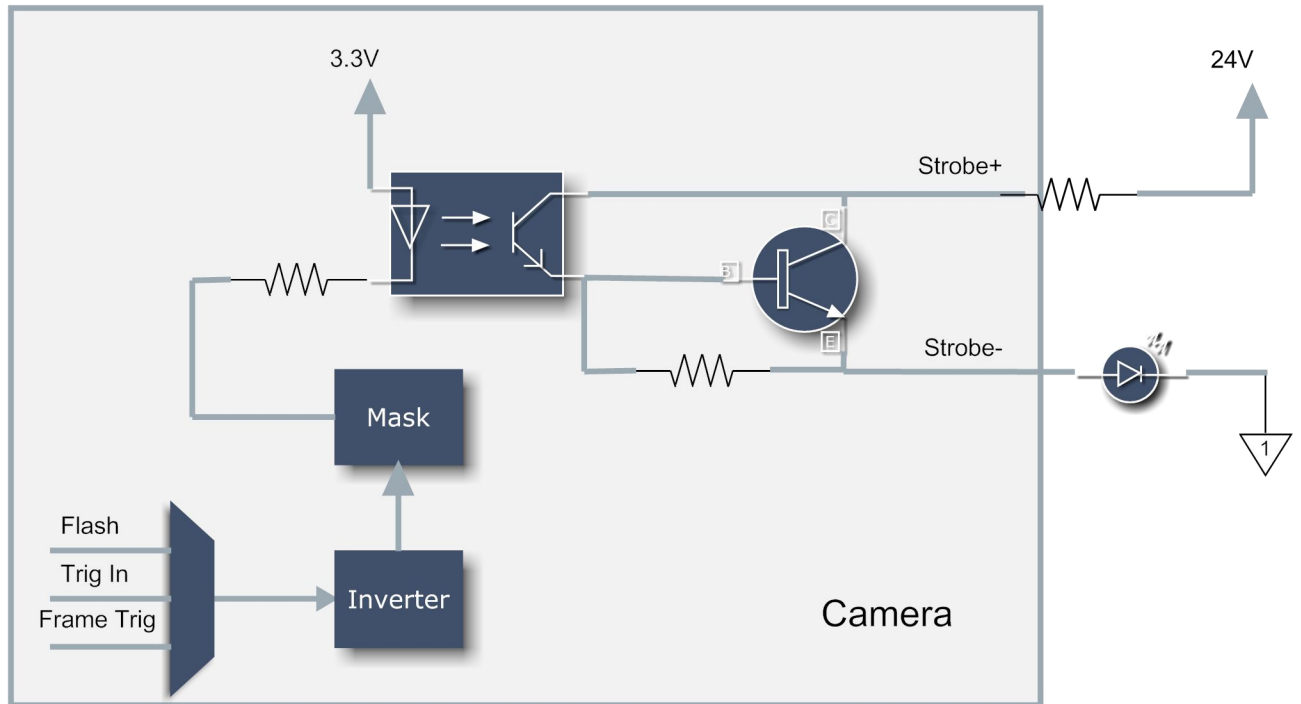 3.3V
24V
Strobe+
C
B
E
Strobe-
1
Mask
Flash
Trig In
Frame Trig
Inverter
Camera